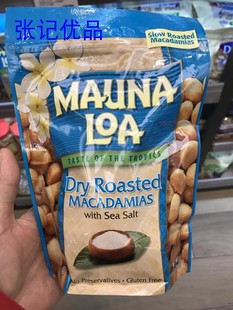 张记优品
Slow Roasted
Macadamias
MAUNA
LOA
TASTE OF THE TROPICS
Dry Roasted
MACADAMIAS
with Sea Salt
No Preservatives • Gluten Free